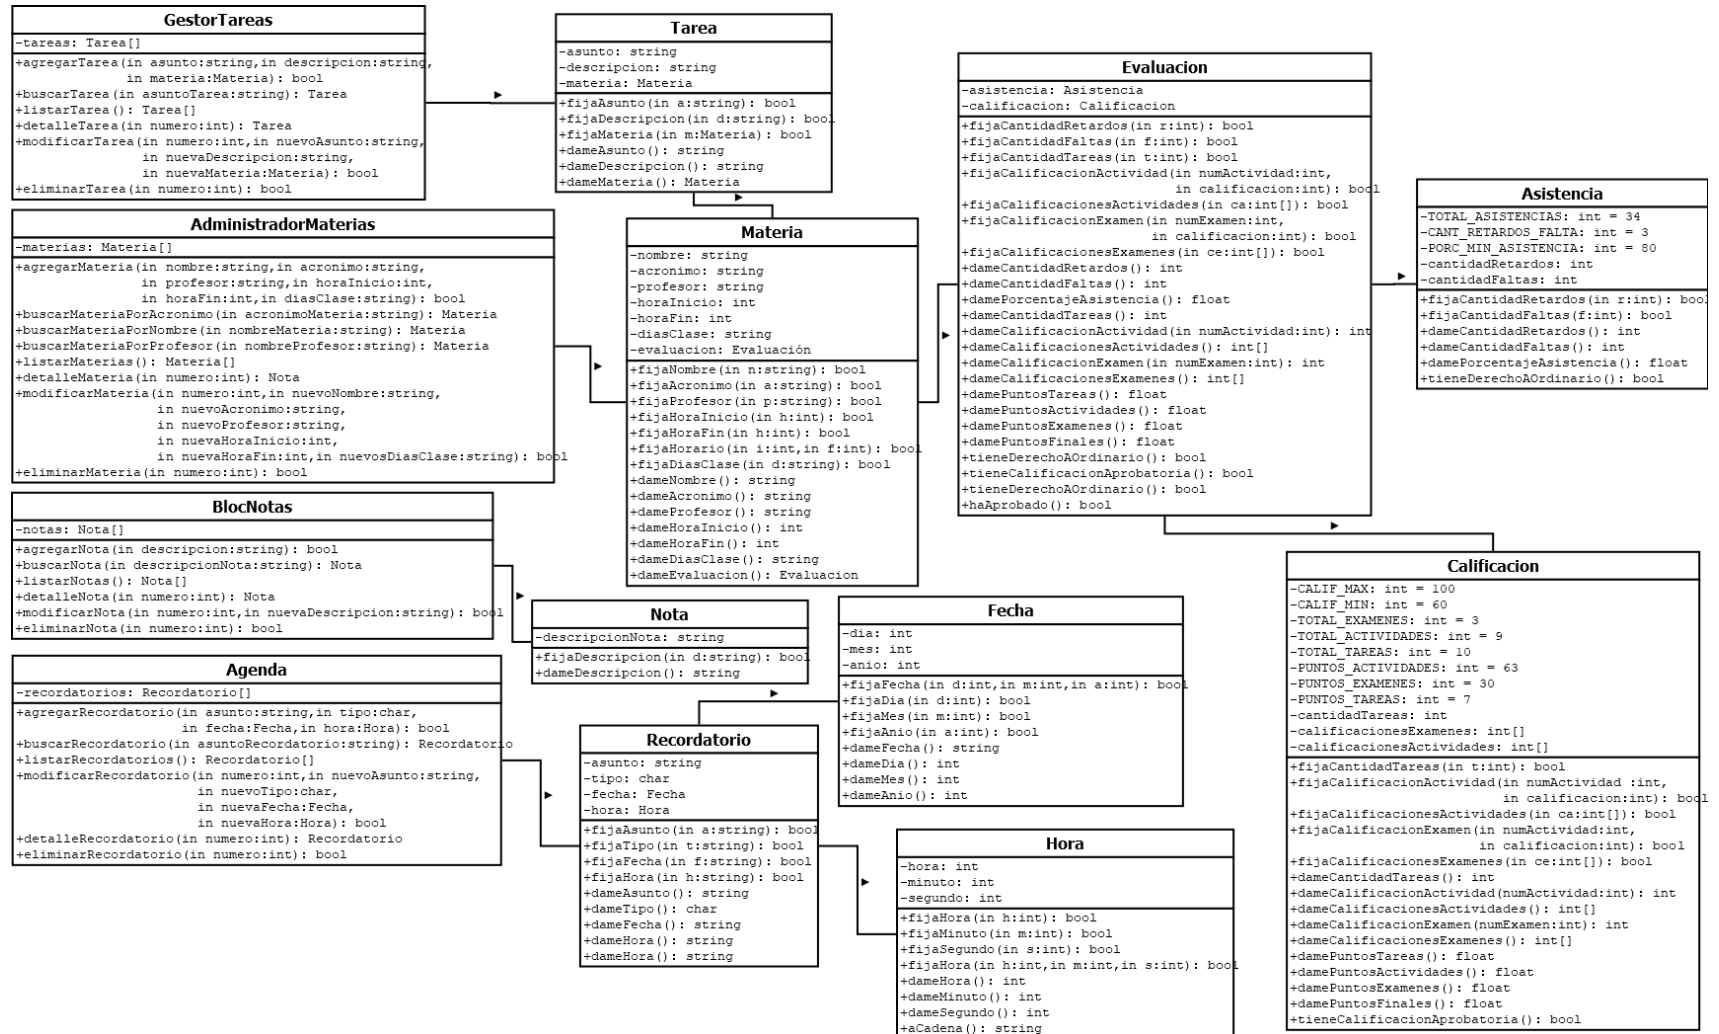 GestorTareas
-tareas: Tarea[]
+agregarTarea(in asunto:string,in descripcion:string,
in materia:Materia): bool
+buscarTarea(in asuntoTarea:string): Tarea
+listarTarea(): Tarea[]
+detalleTarea(in numero:int): Tarea
+modificarTarea(in numero:int,in nuevoAsunto:string,
in nuevaDescripcion:string,
in nuevaMateria:Materia): bool
+eliminarTarea(in numero:int): bool
Tarea
-asunto: string
-descripcion: string
-materia: Materia
+fijaAsunto(in a:string): bool
+fijaDescripcion(in d:string): bool
+fijaMateria(in m:Materia): bool
+dameAsunto(): string
+dameDescripcion(): string
+dameMateria(): Materia
AdministradorMaterias
-materias: Materia[]
+agregarMateria(in nombre:string,in acronimo:string,
in profesor:string,in horaInicio:int,
in horaFin:int,in diasClase:string): bool
+buscarMateriaPorAcronimo(in acronimoMateria:string): Materia
+buscarMateriaPorNombre(in nombreMateria:string): Materia
+buscarMateriaPorProfesor(in nombreProfesor:string): Materia
+listarMaterias(): Materia[]
+detalleMateria(in numero:int): Nota
+modificarMateria(in numero:int,in nuevoNombre:string,
in nuevoAcronimo:string,
in nuevoProfesor:string,
in nuevaHoraInicio:int,
in nuevaHoraFin:int,in nuevosDiasClase:string): bool
+eliminarMateria(in numero:int): bool
Materia
-nombre: string
-acronimo: string
-profesor: string
-horaInicio: int
-horaFin: int
-diasClase: string
-evaluacion: Evaluación
+fijaNombre(in n:string): bool
+fijaAcronimo(in a:string): bool
+fijaProfesor(in p:string): bool
+fijaHoraInicio(in h:int): bool
+fijaHoraFin(in h:int): bool
+fijaHorario(in i:int,in f:int): bool
+fijaDiasClase(in d:string): bool
+dameNombre(): string
+dameAcronimo(): string
+dameProfesor(): string
+dameHoraInicio(): int
+dameHoraFin(): int
+dameDiasClase(): string
+dameEvaluacion(): Evaluacion
Evaluacion
-asistencia: Asistencia
-calificacion: Calificacion
+fijaCantidadRetardos(in r:int): bool
+fijaCantidadFaltas(in f:int): bool
+fijaCantidadTareas(in t:int): bool
+fijaCalificacionActividad(in numActividad:int,
in calificacion:int): bool
+fijaCalificacionesActividades(in ca:int[]): bool
+fijaCalificacionExamen(in numExamen:int,
in calificacion:int): bool
+fijaCalificacionesExamenes(in ce:int[]): bool
+dameCantidadRetardos(): int
+dameCantidadFaltas(): int
+damePorcentajeAsistencia(): float
+dameCantidadTareas(): int
+dameCalificacionActividad(in numActividad:int): int
+dameCalificacionesActividades(): int[]
+dameCalificacionExamen(in numExamen:int): int
+dameCalificacionesExamenes(): int[]
+damePuntosTareas(): float
+damePuntosActividades(): float
+damePuntosExamenes(): float
+damePuntosFinales(): float
+tieneDerechoAOrdinario(): bool
+tieneCalificacionAprobatoria(): bool
+tieneDerechoAOrdinario(): bool
+haAprobado(): bool
Asistencia
-TOTAL_ASISTENCIAS: int = 34
-CANT_RETARDOS_FALTA: int = 3
-PORC_MIN_ASISTENCIA: int = 80
-cantidadRetardos: int
-cantidadFaltas: int
+fijaCantidadRetardos(in r:int): bool
+fijaCantidadFaltas(f:int): bool
+dameCantidadRetardos(): int
+dameCantidadFaltas(): int
+damePorcentajeAsistencia(): float
+tieneDerechoAOrdinario(): bool
BlocNotas
-notas: Nota[]
+agregarNota(in descripcion:string): bool
+buscarNota(in descripcionNota:string): Nota
+listarNotas(): Nota[]
+detalleNota(in numero:int): Nota
+modificarNota(in numero:int,in nuevaDescripcion:string): bool
+eliminarNota(in numero:int): bool
Nota
-descripcionNota: string
+fijaDescripcion(in d:string): bool
+dameDescripcion(): string
Agenda
-recordatorios: Recordatorio[]
+agregarRecordatorio(in asunto:string,in tipo:char,
in fecha:Fecha,in hora:Hora): bool
+buscarRecordatorio(in asuntoRecordatorio:string): Recordatorio
+listarRecordatorios(): Recordatorio[]
+modificarRecordatorio(in numero:int,in nuevoAsunto:string,
in nuevoTipo:char,
in nuevaFecha:Fecha,
in nuevaHora:Hora): bool
+detalleRecordatorio(in numero:int): Recordatorio
+eliminarRecordatorio(in numero:int): bool
Recordatorio
-asunto: string
-tipo: char
-fecha: Fecha
-hora: Hora
+fijaAsunto(in a:string): bool
+fijaTipo(in t:string): bool
+fijaFecha(in f:string): bool
+fijaHora(in h:string): bool
+dameAsunto(): string
+dameTipo(): char
+dameFecha(): string
+dameHora(): string
+dameHora(): string
Fecha
-dia: int
-mes: int
-anio: int
+fijaFecha(in d:int,in m:int,in a:int): bool
+fijaDia(in d:int): bool
+fijaMes(in m:int): bool
+fijaAnio(in a:int): bool
+dameFecha(): string
+dameDia(): int
+dameMes(): int
+dameAnio(): int
Hora
-hora: int
-minuto: int
-segundo: int
+fijaHora(in h:int): bool
+fijaMinuto(in m:int): bool
+fijaSegundo(in s:int): bool
+fijaHora(in h:int,in m:int,in s:int): bool
+dameHora(): int
+dameMinuto(): int
+dameSegundo(): int
+aCadena(): string
Calificacion
-CALIF_MAX: int = 100
-CALIF_MIN: int = 60
-TOTAL_EXAMENES: int = 3
-TOTAL_ACTIVIDADES: int = 9
-TOTAL_TAREAS: int = 10
-PUNTOS_ACTIVIDADES: int = 63
-PUNTOS_EXAMENES: int = 30
-PUNTOS_TAREAS: int = 7
-cantidadTareas: int
-calificacionesExamenes: int[]
-calificacionesActividades: int[]
+fijaCantidadTareas(in t:int): bool
+fijaCalificacionActividad(in numActividad :int,
in calificacion:int): bool
+fijaCalificacionesActividades(in ca:int[]): bool
+fijaCalificacionExamen(in numActividad:int,
in calificacion:int): bool
+fijaCalificacionesExamenes(in ce:int[]): bool
+dameCantidadTareas(): int
+dameCalificacionActividad(numActividad:int): int
+dameCalificacionesActividades(): int[]
+dameCalificacionExamen(numExamen:int): int
+dameCalificacionesExamenes(): int[]
+damePuntosTareas(): float
+damePuntosActividades(): float
+damePuntosExamenes(): float
+damePuntosFinales(): float
+tieneCalificacionAprobatoria(): bool